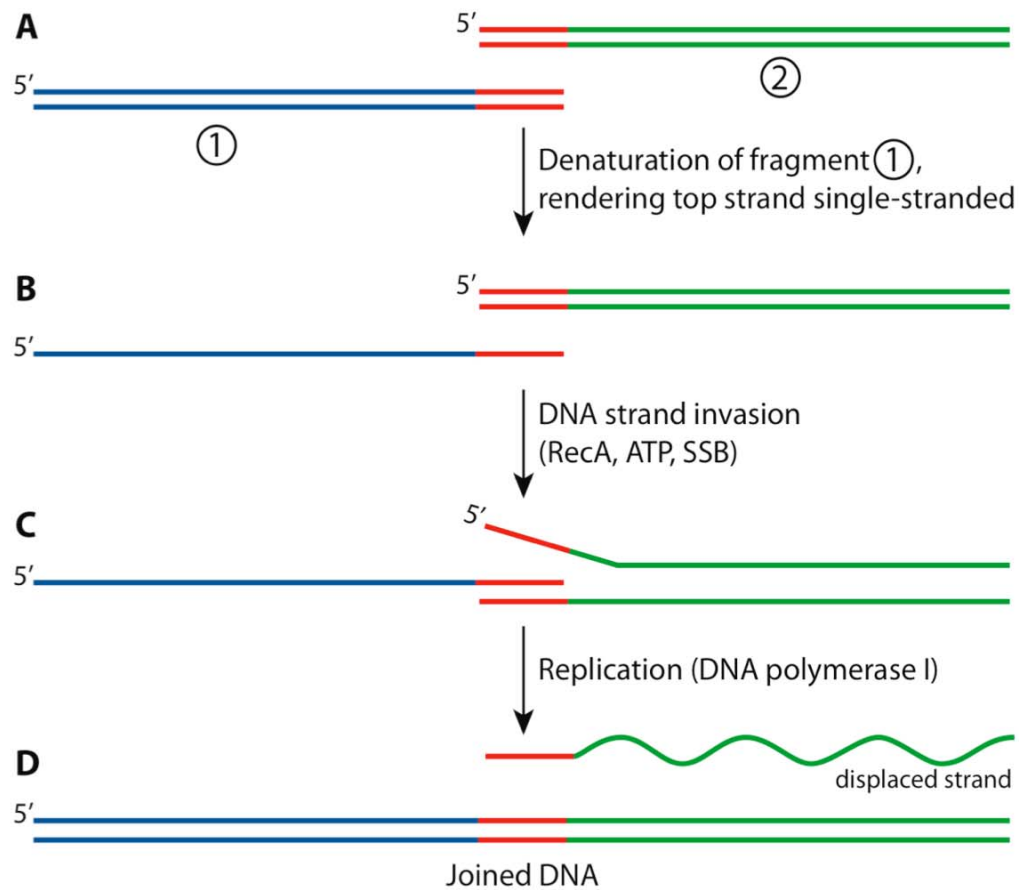 A
5′
②
5′
①
Denaturation of fragment ①,
rendering top strand single-stranded
B
5′
5′
DNA strand invasion
(RecA, ATP, SSB)
C
5′
5′
Replication (DNA polymerase I)
D
displaced strand
5′
Joined DNA